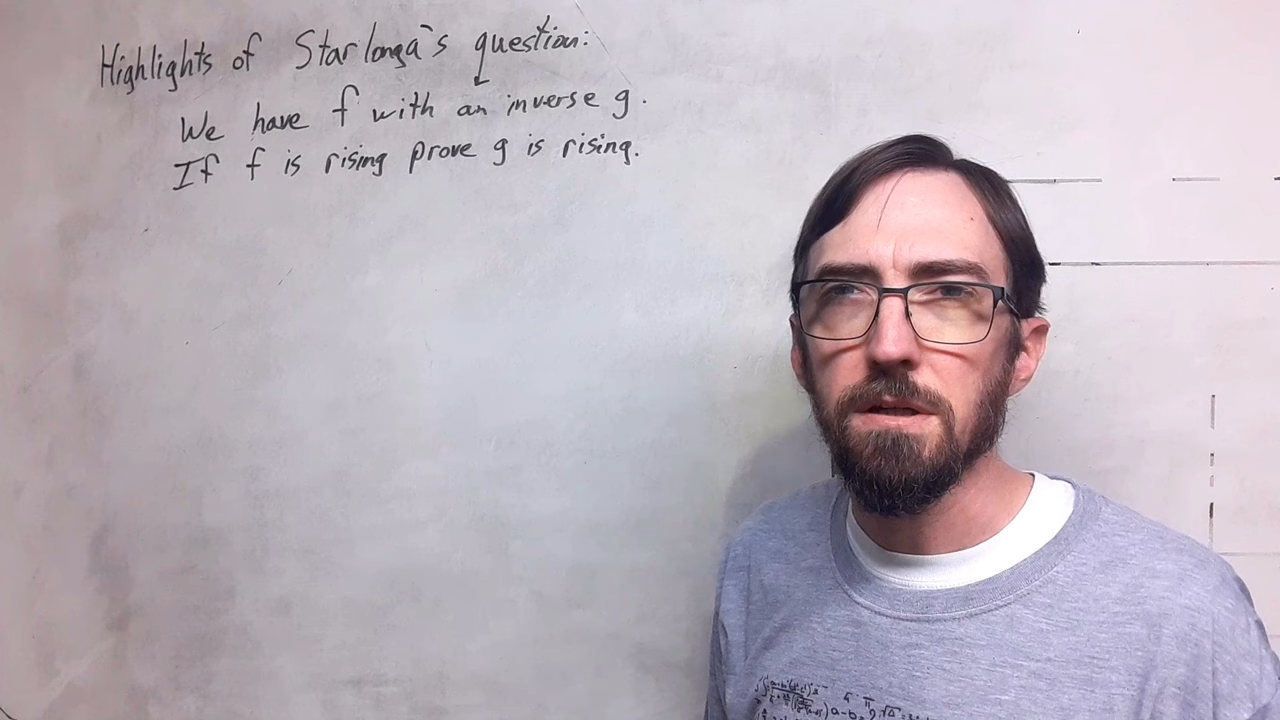 Highlights of Starlonga's question:
We have f with an inverse g.
If f is rising prove g is rising.